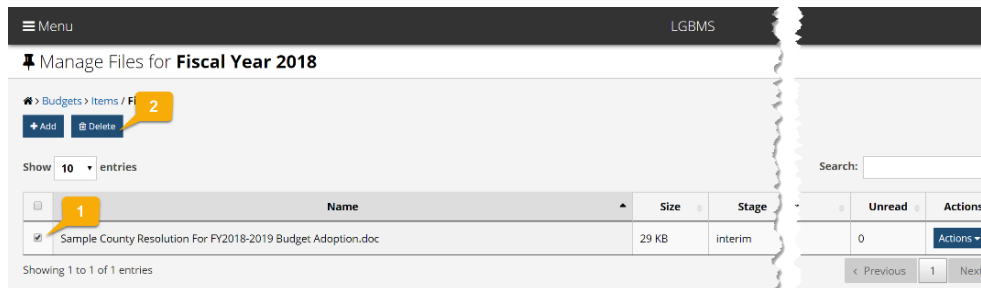 Menu LGBMS
Manage Files for Fiscal Year 2018
> Budgets > Items / Fi
2
+ Add Delete
Show 10 entries Search:
1
Name Size Stage Unread Actions
Sample County Resolution For FY2018-2019 Budget Adoption.doc 29 KB interim 0 Actions
Showing 1 to 1 of 1 entries < Previous 1 Next